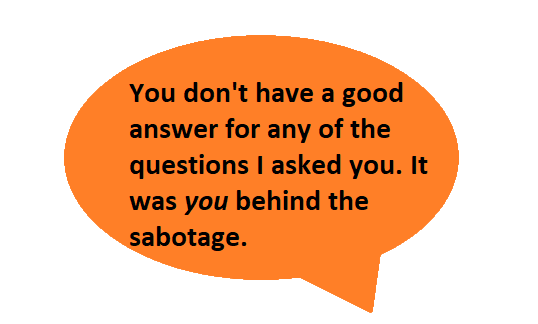 You don't have a good
answer for any of the
questions I asked you. It
was you behind the
sabotage.